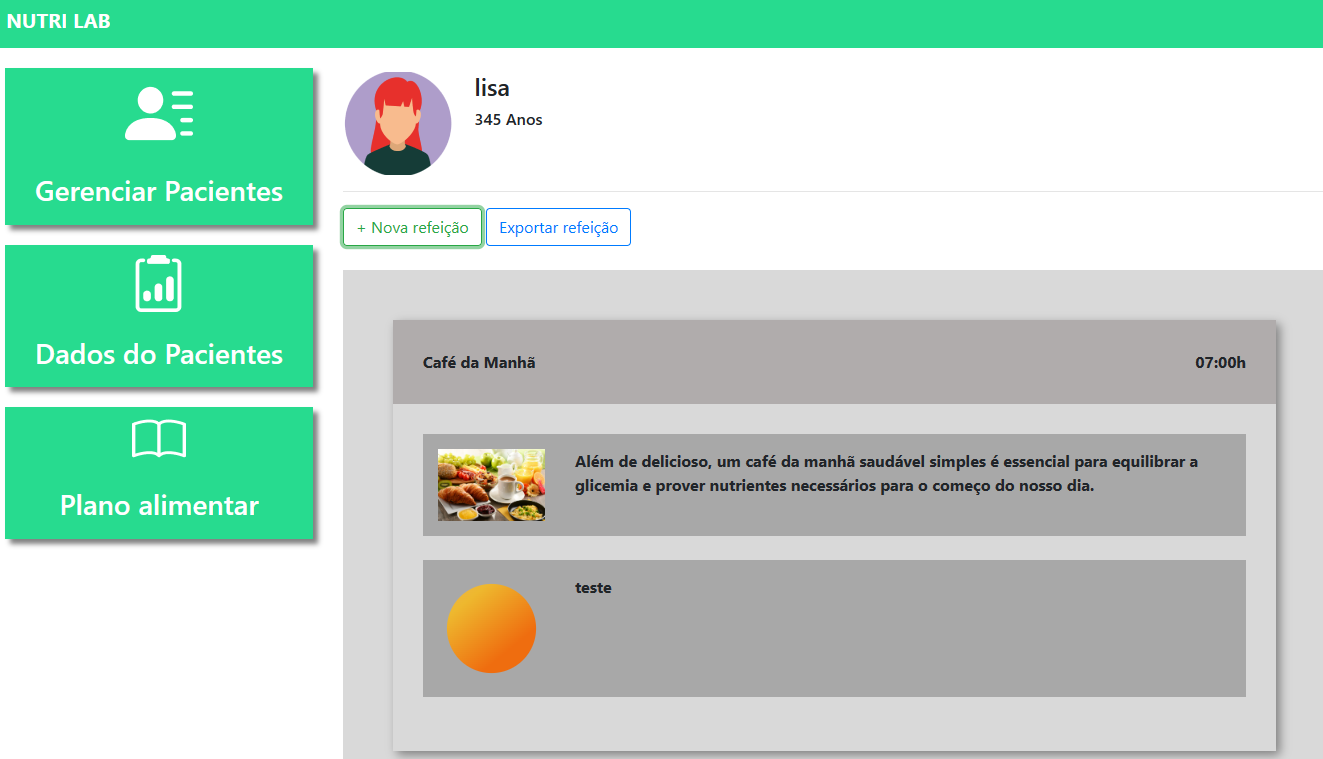 NUTRI LAB
Gerenciar Pacientes
Dados do Pacientes
Plano alimentar
lisa
345 Anos
+ Nova refeição
Exportar refeição
Café da Manhã
07:00h
Além de delicioso, um café da manhã saudável simples é essencial para equilibrar a
glicemia e prover nutrientes necessários para o começo do nosso dia.
teste